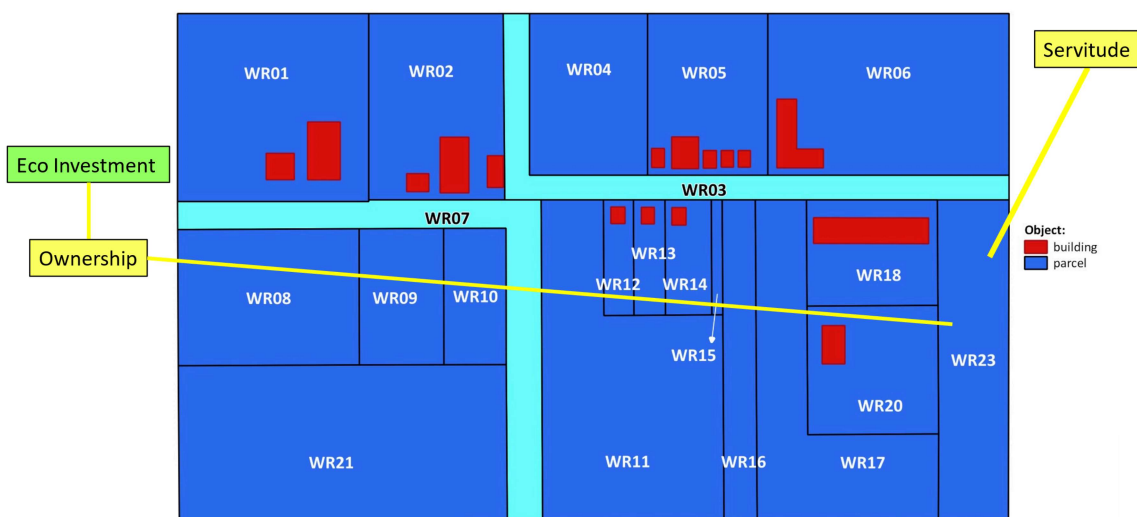 Servitude
WR01
WR02
WR04
WR05
WR06
Eco Investment
WR03
WR07
Ownership
Object:
building
parcel
WR13
WR18
WR12
WR14
WR08
WR09
WR10
WR15
WR23
WR20
WR21
WR11
WR16
WR17